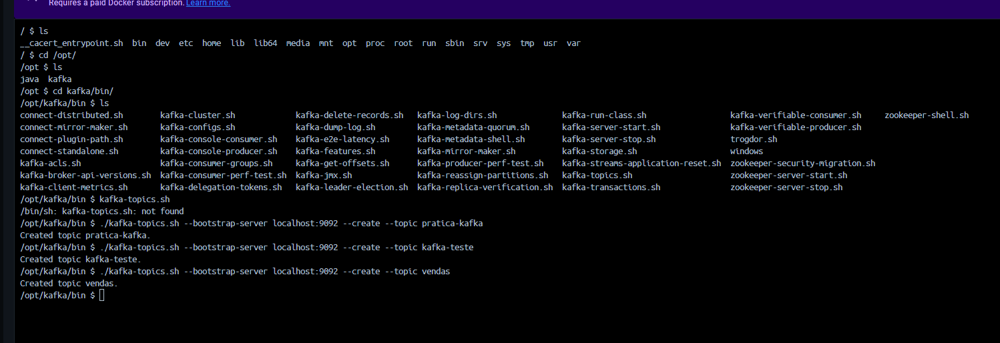 Requires a paid Docker subscription. Learn more.
/ $ ls
__cacert_entrypoint.sh  bin  dev  etc  home  lib  lib64  media  mnt  opt  proc  root  run  sbin  srv  sys  tmp  usr  var
/ $ cd /opt/
/opt $ ls
java  kafka
/opt $ cd kafka/bin/
/opt/kafka/bin $ ls
connect-distributed.sh  kafka-cluster.sh  kafka-delete-records.sh  kafka-log-dirs.sh  kafka-run-class.sh  kafka-verifiable-consumer.sh  zookeeper-shell.sh
connect-mirror-maker.sh  kafka-configs.sh  kafka-dump-log.sh  kafka-metadata-quorum.sh  kafka-server-start.sh  kafka-verifiable-producer.sh
connect-plugin-path.sh  kafka-console-consumer.sh  kafka-e2e-latency.sh  kafka-metadata-shell.sh  kafka-server-stop.sh  trogdor.sh
connect-standalone.sh  kafka-console-producer.sh  kafka-features.sh  kafka-mirror-maker.sh  kafka-storage.sh  windows
kafka-acls.sh  kafka-consumer-groups.sh  kafka-get-offsets.sh  kafka-producer-perf-test.sh  kafka-streams-application-reset.sh  zookeeper-security-migration.sh
kafka-broker-api-versions.sh  kafka-consumer-perf-test.sh  kafka-jmx.sh  kafka-reassign-partitions.sh  kafka-topics.sh  zookeeper-server-start.sh
kafka-client-metrics.sh  kafka-delegation-tokens.sh  kafka-leader-election.sh  kafka-replica-verification.sh  kafka-transactions.sh  zookeeper-server-stop.sh
/opt/kafka/bin $ kafka-topics.sh
/bin/sh: kafka-topics.sh: not found
/opt/kafka/bin $ ./kafka-topics.sh --bootstrap-server localhost:9092 --create --topic pratica-kafka
Created topic pratica-kafka.
/opt/kafka/bin $ ./kafka-topics.sh --bootstrap-server localhost:9092 --create --topic kafka-teste
Created topic kafka-teste.
/opt/kafka/bin $ ./kafka-topics.sh --bootstrap-server localhost:9092 --create --topic vendas
Created topic vendas.
/opt/kafka/bin $